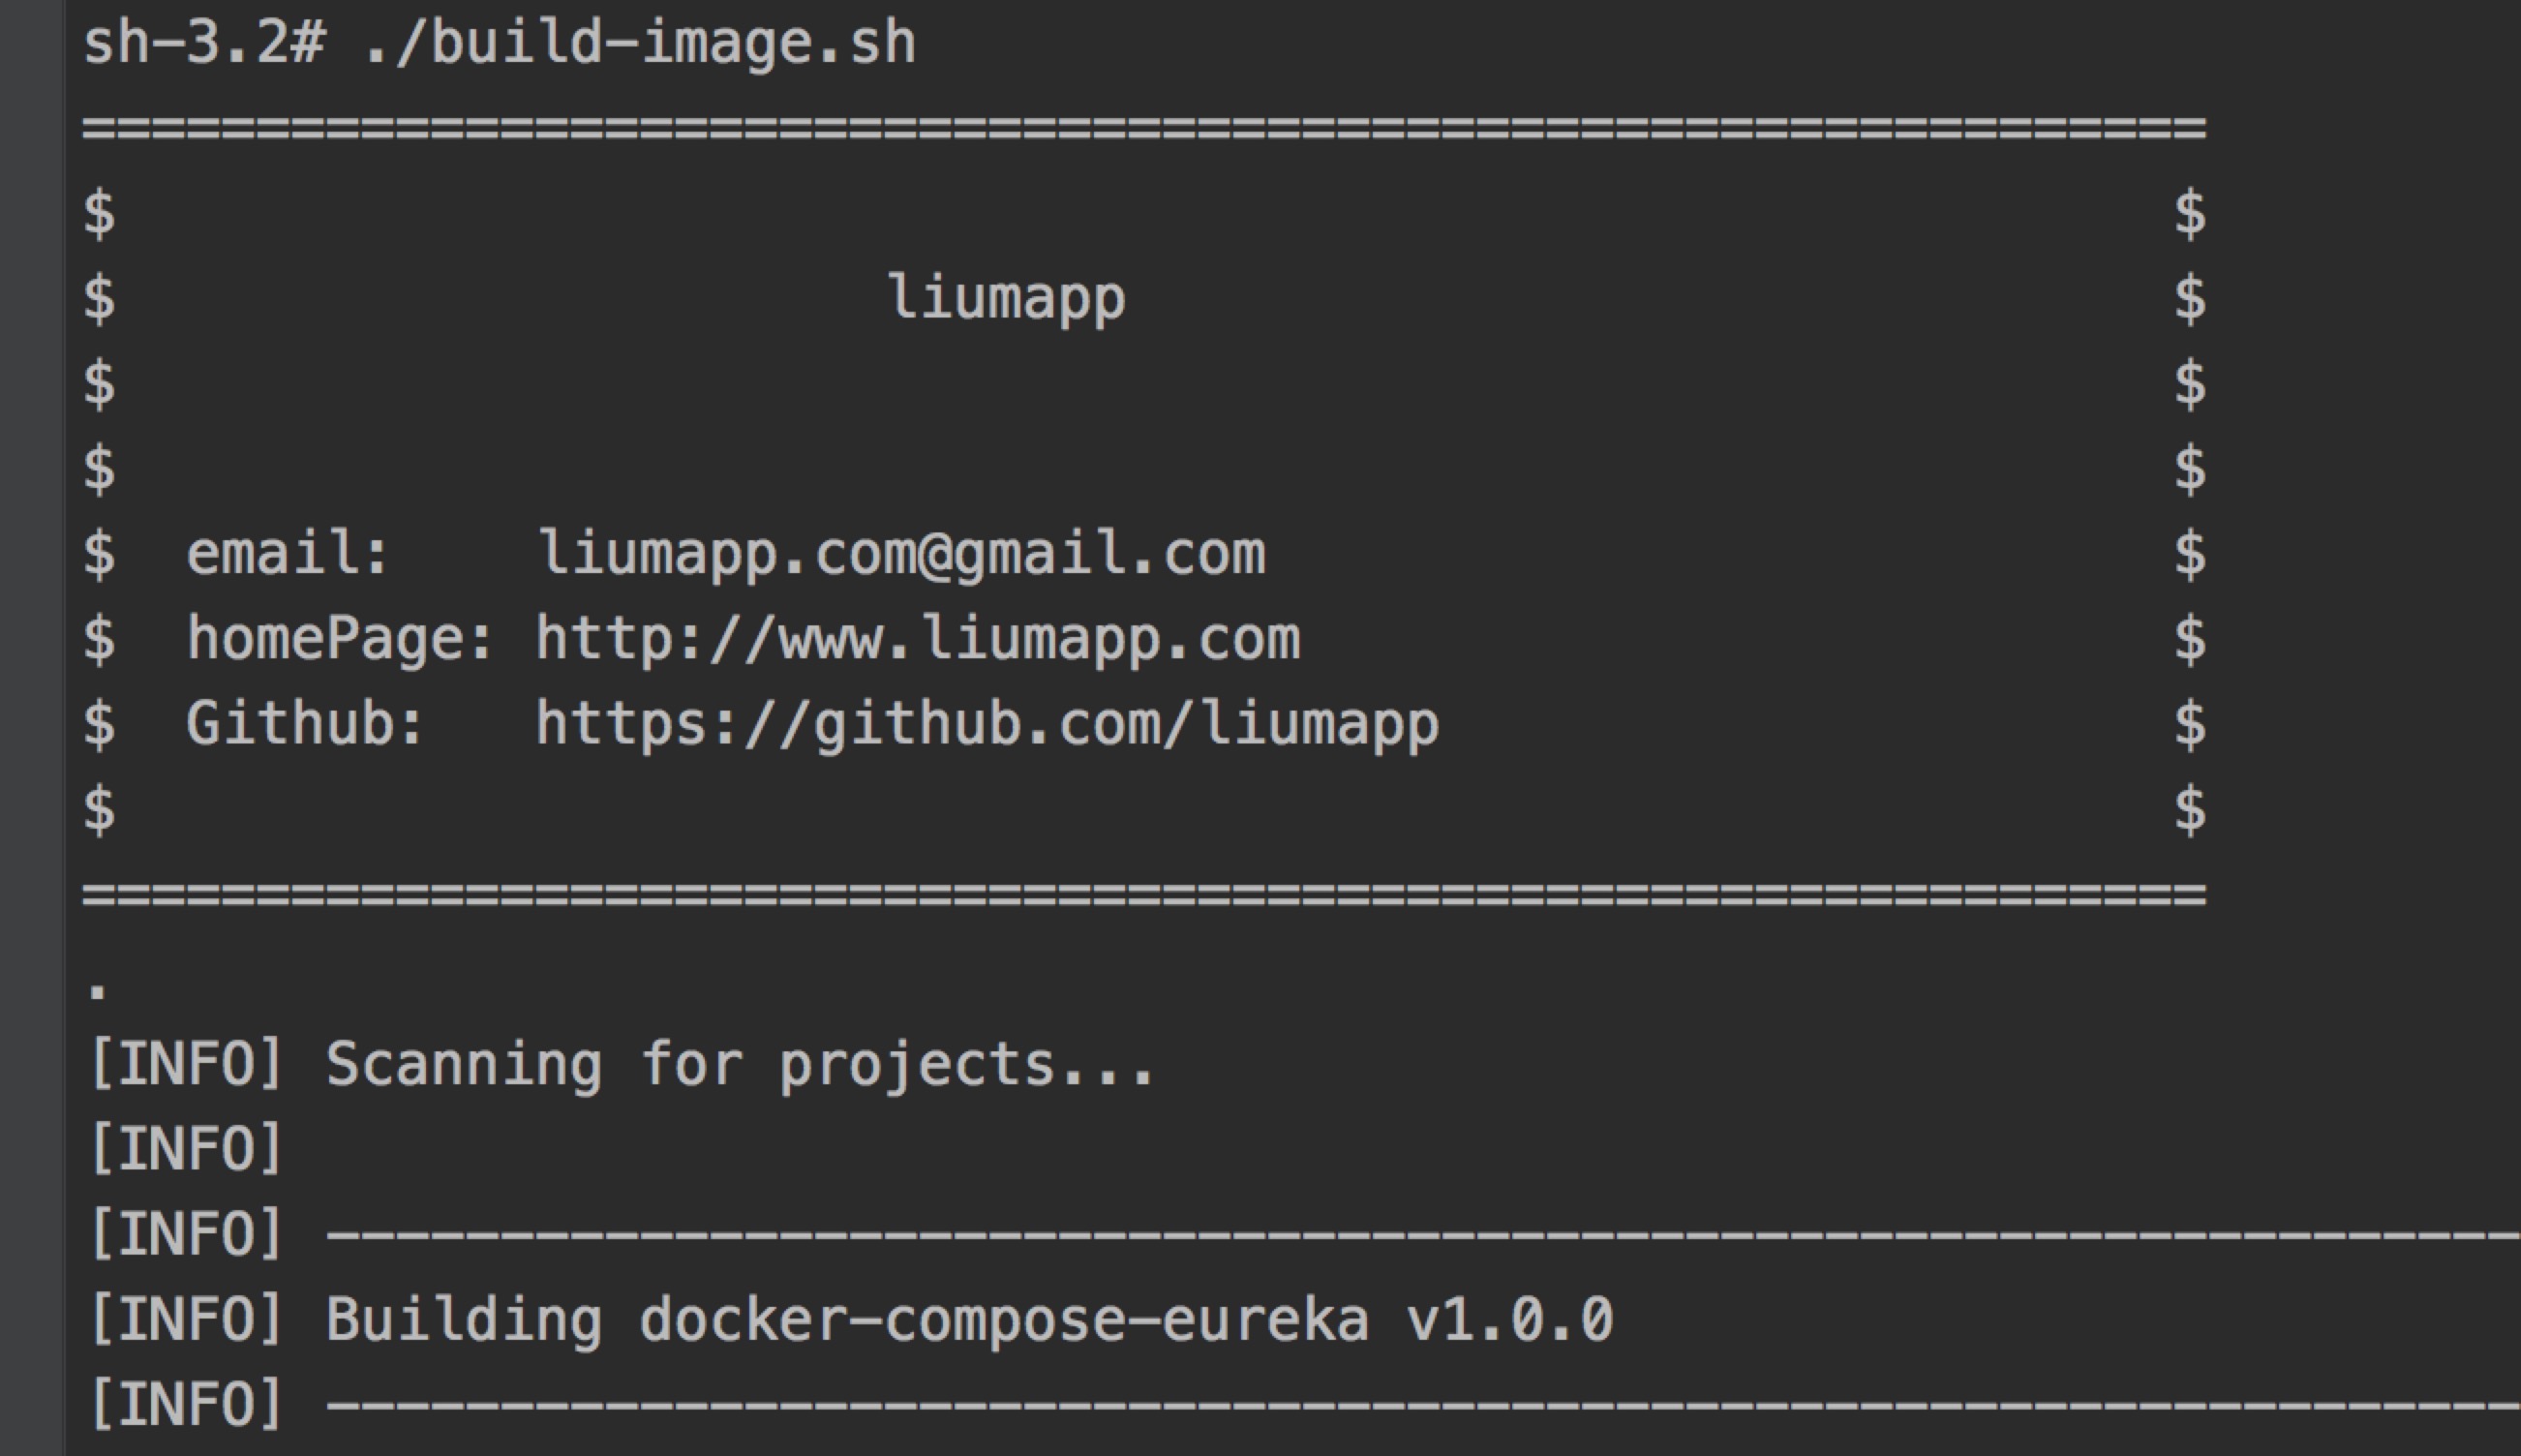 sh-3.2# ./build-image.sh
=============================================================
$                                                           $
$                      liumapp                              $
$                                                           $
$                                                           $
$  email:    liumapp.com@gmail.com                          $
$  homePage: http://www.liumapp.com                         $
$  Github:   https://github.com/liumapp                     $
$                                                           $
=============================================================
.
[INFO] Scanning for projects...
[INFO]
[INFO] ---------------------------------------------------------------
[INFO] Building docker-compose-eureka v1.0.0
[INFO] ---------------------------------------------------------------